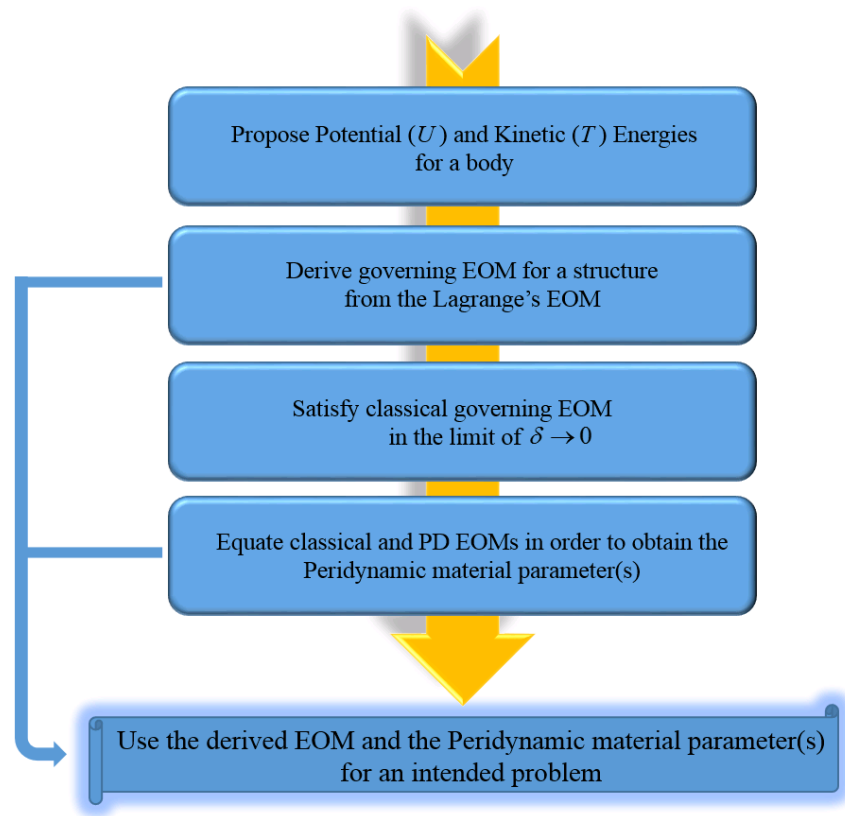 Propose Potential (U) and Kinetic (T) Energies
for a body
Derive governing EOM for a structure
from the Lagrange’s EOM
Satisfy classical governing EOM
in the limit of δ → 0
Equate classical and PD EOMs in order to obtain the
Peridynamic material parameter(s)
Use the derived EOM and the Peridynamic material parameter(s)
for an intended problem